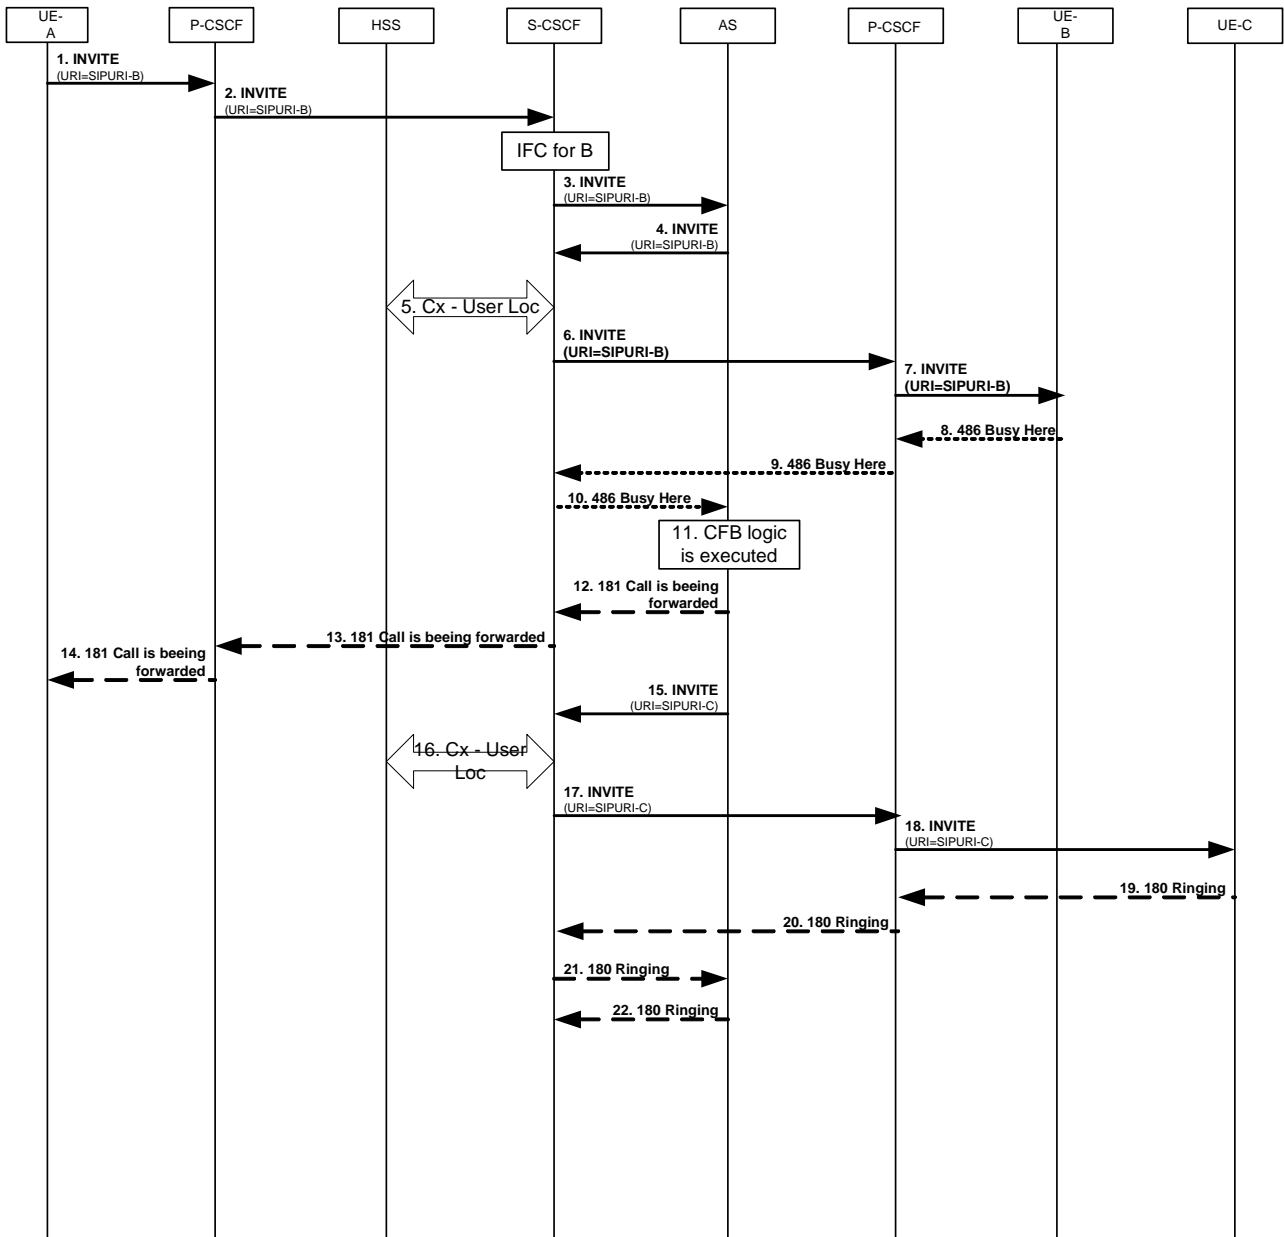 UE-
A
P-CSCF
HSS
S-CSCF
AS
P-CSCF
UE-
B
UE-C
1. INVITE
(URI=SIPURI-B)
2. INVITE
(URI=SIPURI-B)
IFC for B
3. INVITE
(URI=SIPURI-B)
4. INVITE
(URI=SIPURI-B)
5. Cx - User Loc
6. INVITE
(URI=SIPURI-B)
7. INVITE
(URI=SIPURI-B)
8. 486 Busy Here
9. 486 Busy Here
10. 486 Busy Here
11. CFB logic
is executed
12. 181 Call is beeing
forwarded
13. 181 Call is beeing forwarded
14. 181 Call is beeing
forwarded
15. INVITE
(URI=SIPURI-C)
16. Cx - User
Loc
17. INVITE
(URI=SIPURI-C)
18. INVITE
(URI=SIPURI-C)
19. 180 Ringing
20. 180 Ringing
21. 180 Ringing
22. 180 Ringing